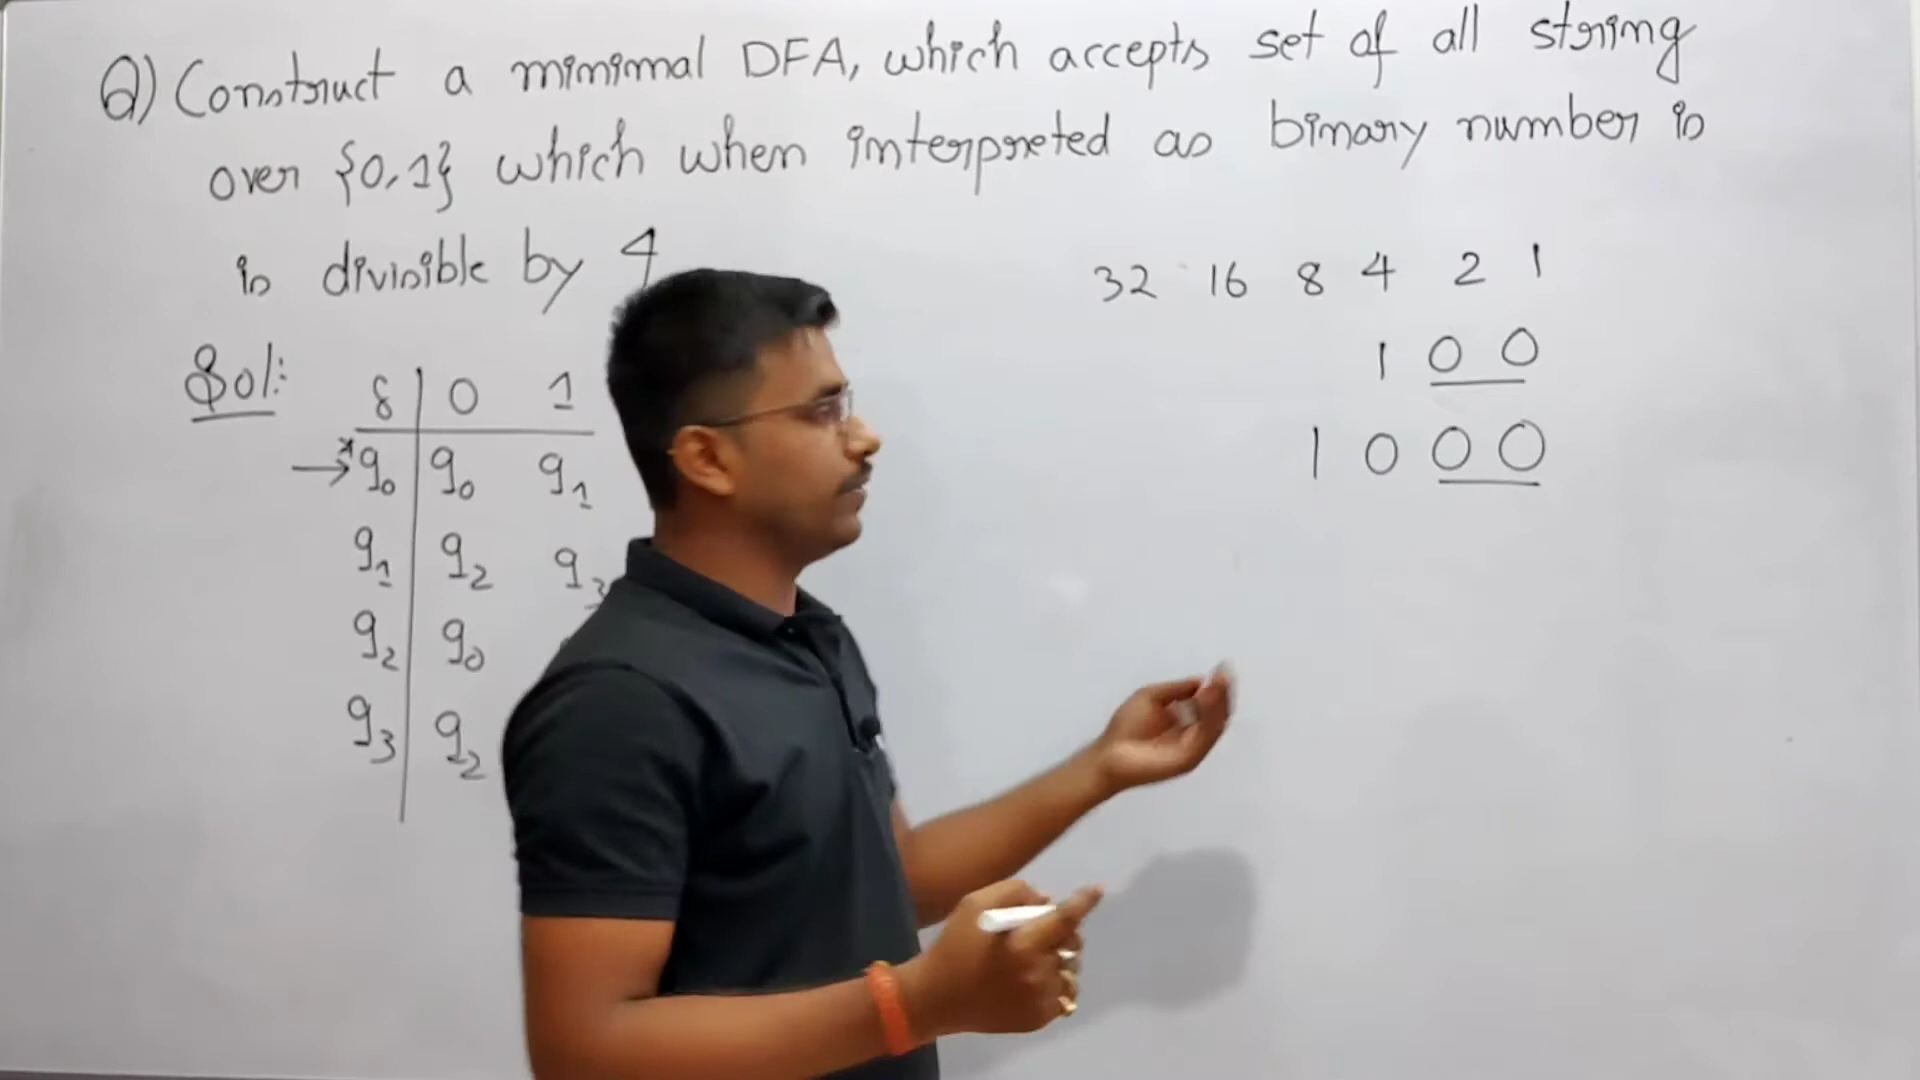 Q) Construct a minimal DFA, which accepts set of all string
over {0,1} which when interpreted as binary number is
is divisible by 4
32 16 8 4 2 1
1 0 0
1 0 0 0
Sol:
δ 0 1
→*q0 q0 q1
q1 q2 q3
q2 q0
q3 q2